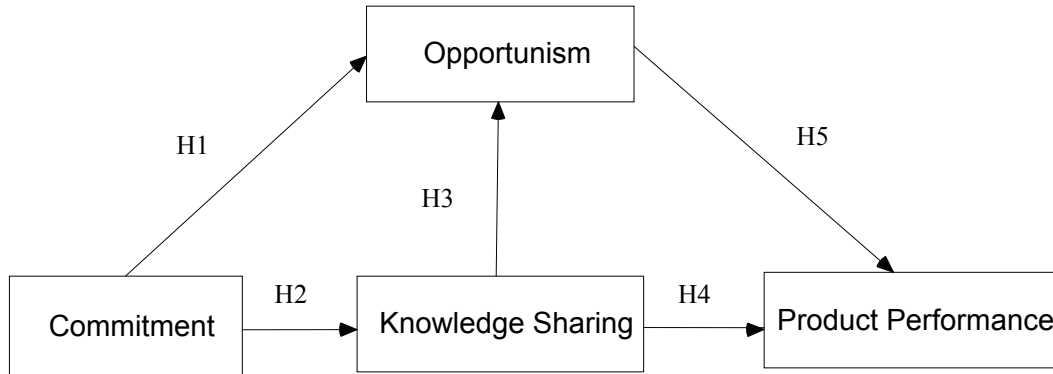 Opportunism
H1
H5
H3
H2
H4
Commitment
Knowledge Sharing
Product Performance